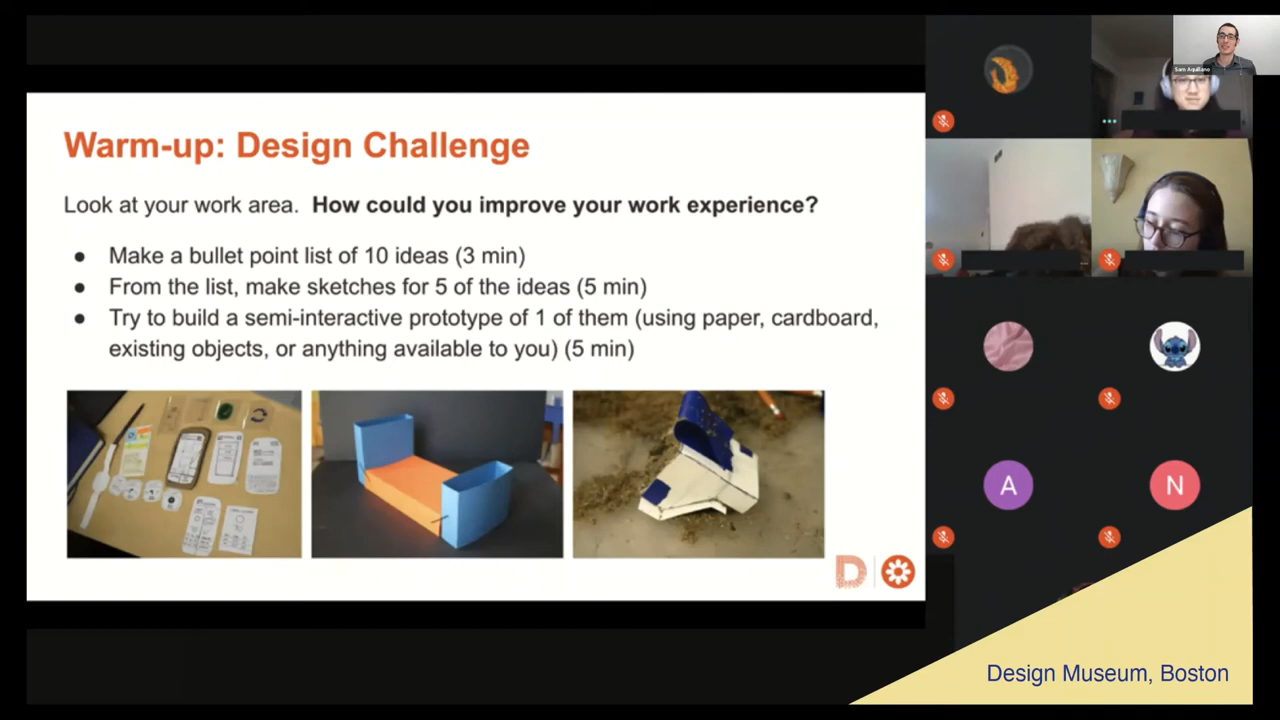 Warm-up: Design Challenge
Look at your work area. How could you improve your work experience?
● Make a bullet point list of 10 ideas (3 min)
● From the list, make sketches for 5 of the ideas (5 min)
● Try to build a semi-interactive prototype of 1 of them (using paper, cardboard,
existing objects, or anything available to you) (5 min)
D
Sam Aquillano
A
N
Design Museum, Boston